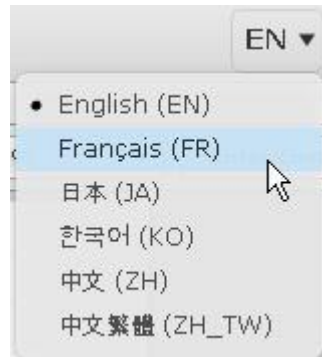 EN ▼
• English (EN)
Français (FR)
日本 (JA)
한국어 (KO)
中文 (ZH)
中文繁體 (ZH_TW)